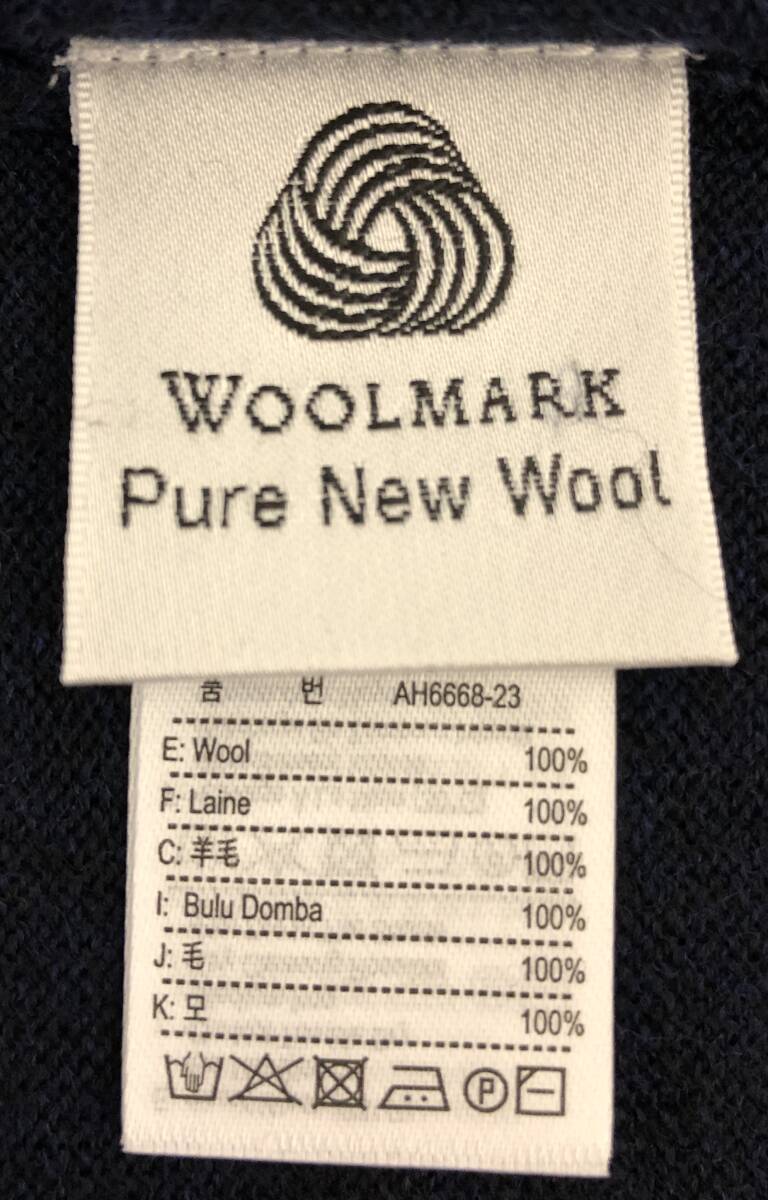 WOOLMARK
Pure New Wool
품 번 AH6668-23
E: Wool 100%
F: Laine 100%
C: 羊毛 100%
I: Bulu Domba 100%
J: 毛 100%
K: 모 100%
P